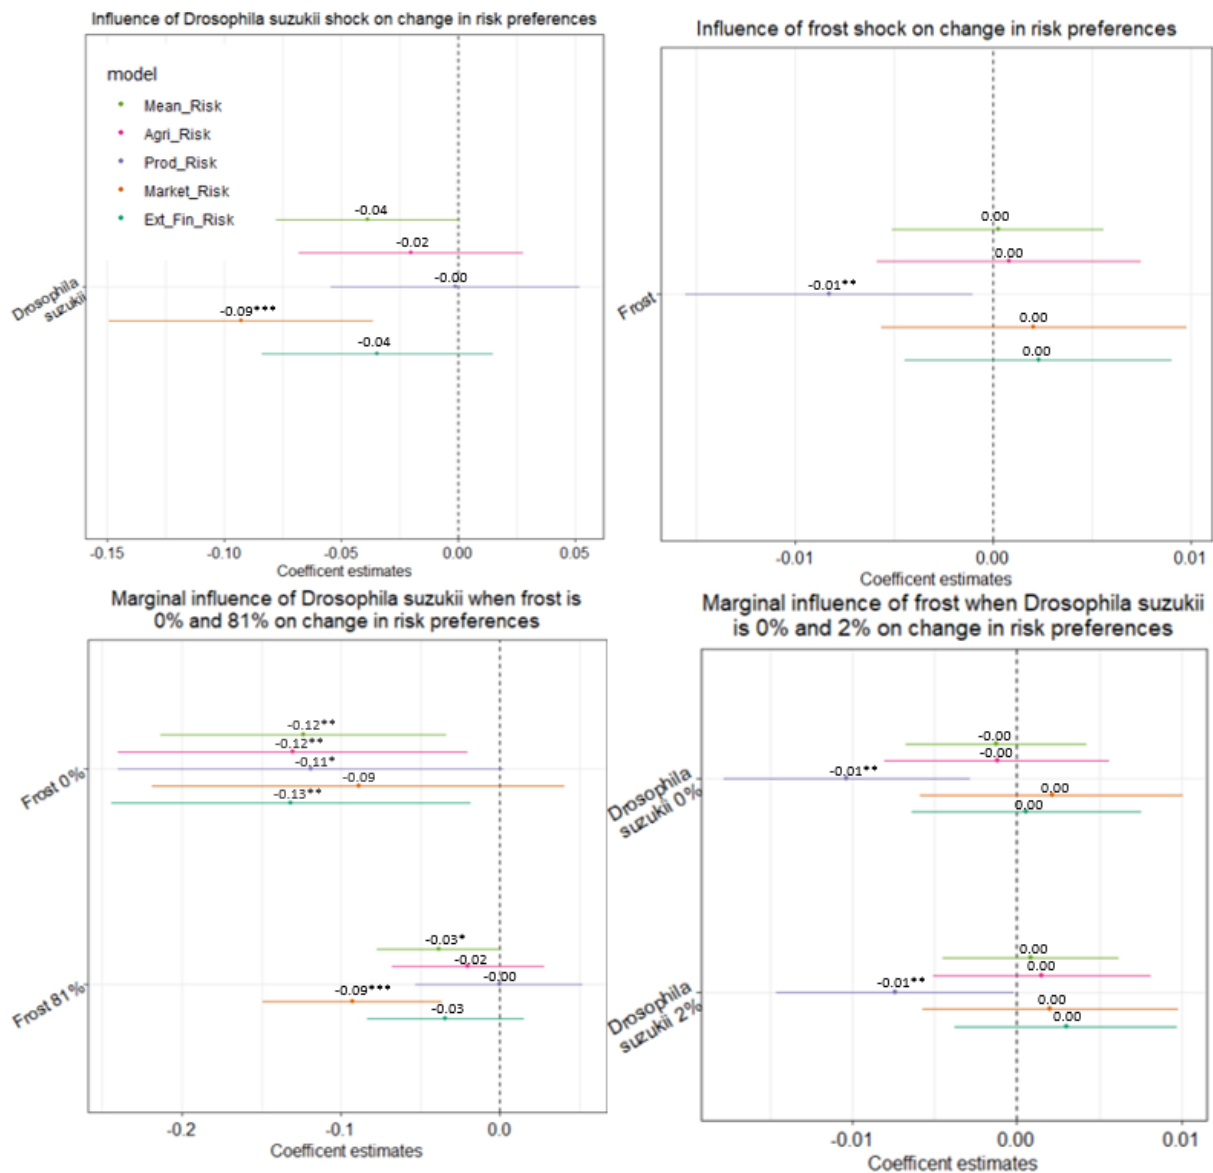 Influence of Drosophila suzukii shock on change in risk preferences
model
Mean_Risk
Agri_Risk
Prod_Risk
Market_Risk
Ext_Fin_Risk
-0.04
-0.02
-0.00
-0.09***
-0.04
Drosophila
suzukii
-0.15
-0.10
-0.05
0.00
0.05
Coefficent estimates
Influence of frost shock on change in risk preferences
0.00
0.00
-0.01**
0.00
0.00
Frost
-0.01
0.00
0.01
Coefficent estimates
Marginal influence of Drosophila suzukii when frost is
0% and 81% on change in risk preferences
-0.12**
-0.12**
-0.11*
-0.09
-0.13**
Frost 0%
-0.03*
-0.02
-0.00
-0.09***
-0.03
Frost 81%
-0.2
-0.1
0.0
Coefficent estimates
Marginal influence of frost when Drosophila suzukii
is 0% and 2% on change in risk preferences
-0.00
-0.00
-0.01**
0.00
0.00
Drosophila
suzukii 0%
0.00
0.00
-0.01**
0.00
0.00
Drosophila
suzukii 2%
-0.01
0.00
0.01
Coefficent estimates